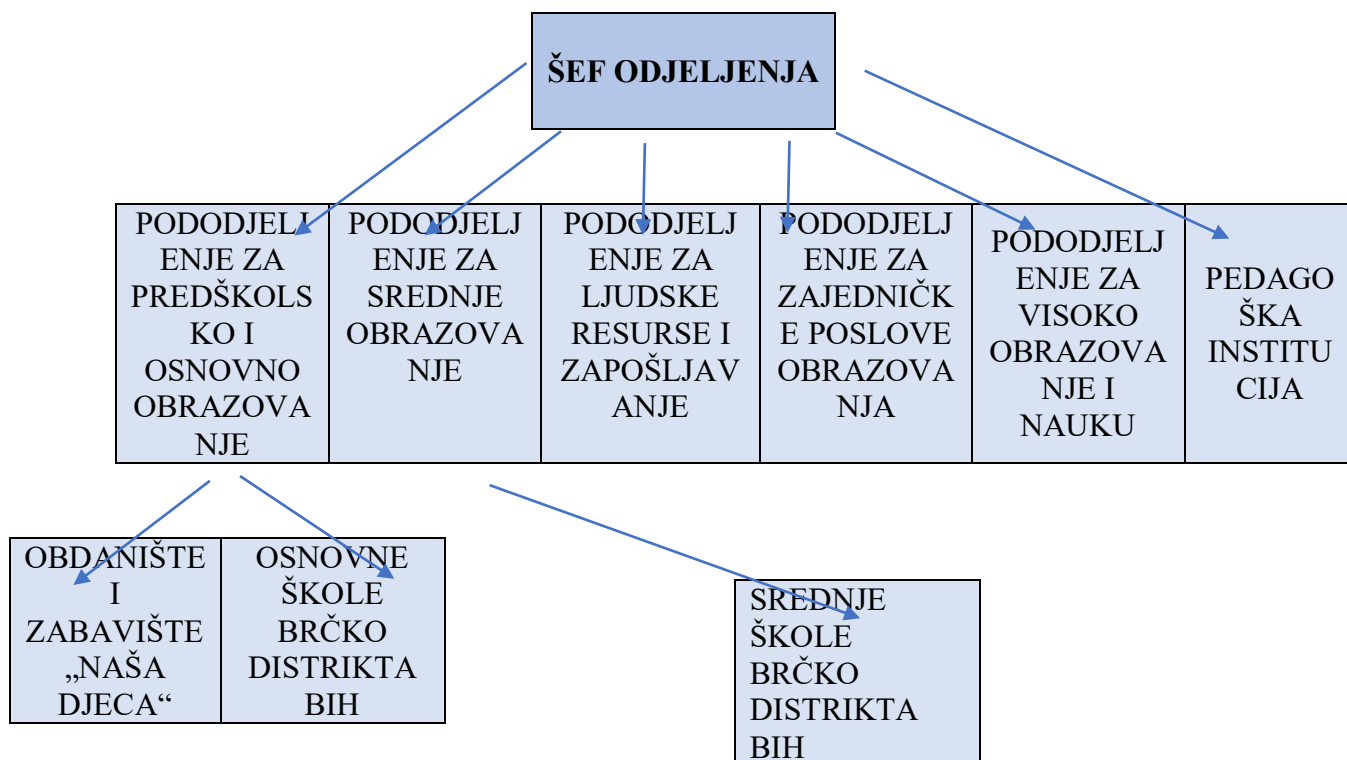 ŠEF ODJELJENJA
PODODJELJ
ENJE ZA
PREDŠKOLS
KO I
OSNOVNO
OBRAZOVA
NJE
PODODJELJ
ENJE ZA
SREDNJE
OBRAZOVA
NJE
PODODJELJ
ENJE ZA
LJUDSKE
RESURSE I
ZAPOŠLJAV
ANJE
PODODJELJ
ENJE ZA
ZAJEDNIČK
E POSLOVE
OBRAZOVA
NJA
PODODJELJ
ENJE ZA
VISOKO
OBRAZOVA
NJE I
NAUKU
PEDAGO
ŠKA
INSTITU
CIJA
OBDANIŠTE
I
ZABAVIŠTE
„NAŠA
DJECA“
OSNOVNE
ŠKOLE
BRČKO
DISTRIKTA
BIH
SREDNJE
ŠKOLE
BRČKO
DISTRIKTA
BIH